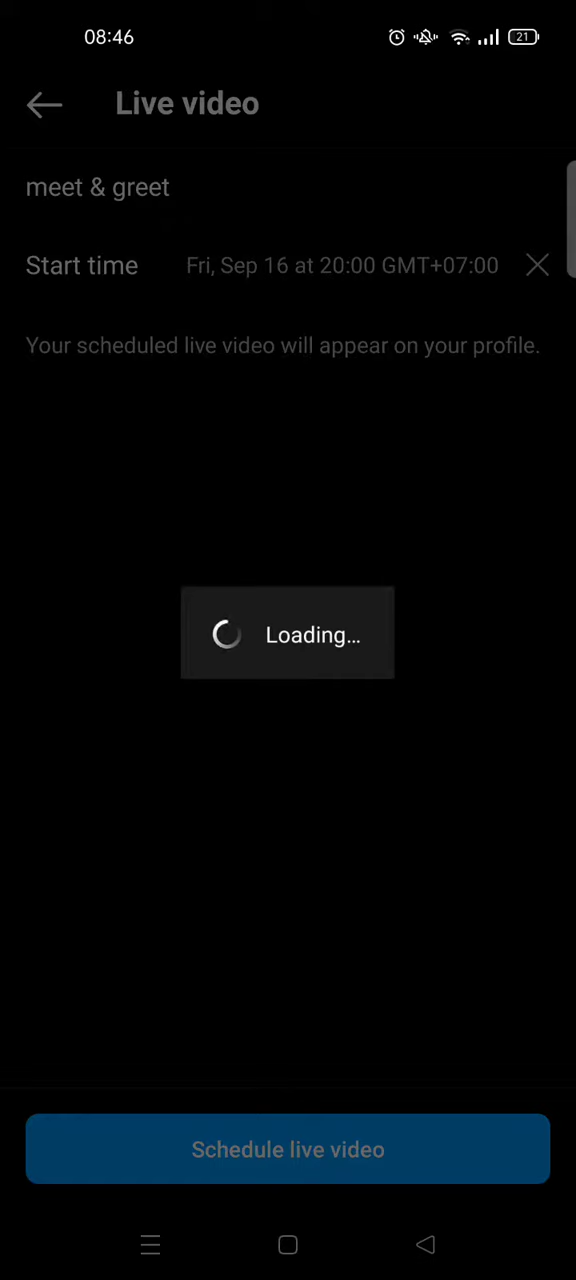 08:46
21
Live video
meet & greet
Start time Fri, Sep 16 at 20:00 GMT+07:00
Your scheduled live video will appear on your profile.
Loading...
Schedule live video